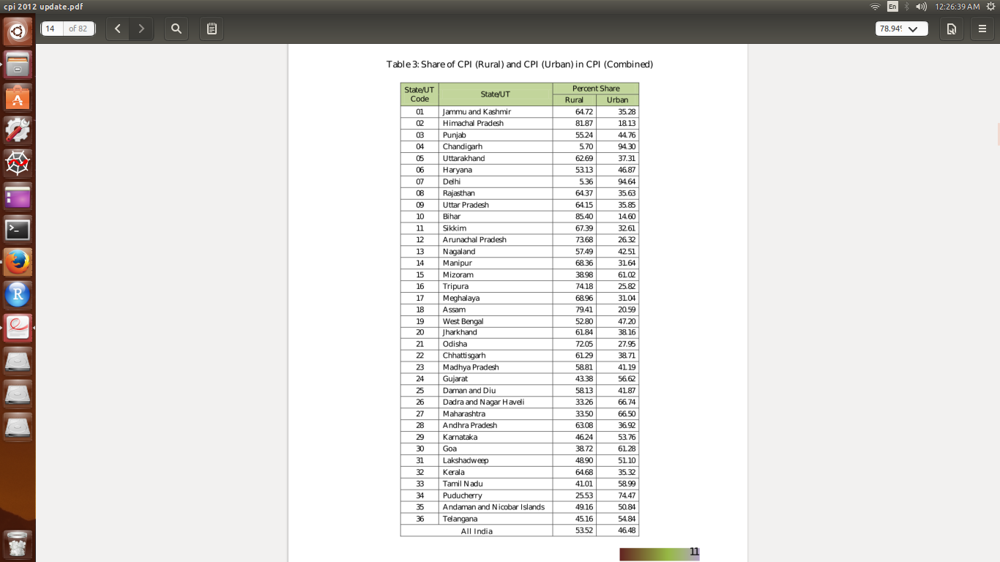 cpi 2012 update.pdf
En
12:26:39 AM
14 of 82
78.94%
Table 3: Share of CPI (Rural) and CPI (Urban) in CPI (Combined)
State/UT Code State/UT Percent Share
Rural Urban
01 Jammu and Kashmir 64.72 35.28
02 Himachal Pradesh 81.87 18.13
03 Punjab 55.24 44.76
04 Chandigarh 5.70 94.30
05 Uttarakhand 62.69 37.31
06 Haryana 53.13 46.87
07 Delhi 5.36 94.64
08 Rajasthan 64.37 35.63
09 Uttar Pradesh 64.15 35.85
10 Bihar 85.40 14.60
11 Sikkim 67.39 32.61
12 Arunachal Pradesh 73.68 26.32
13 Nagaland 57.49 42.51
14 Manipur 68.36 31.64
15 Mizoram 38.98 61.02
16 Tripura 74.18 25.82
17 Meghalaya 68.96 31.04
18 Assam 79.41 20.59
19 West Bengal 52.80 47.20
20 Jharkhand 61.84 38.16
21 Odisha 72.05 27.95
22 Chhattisgarh 61.29 38.71
23 Madhya Pradesh 58.81 41.19
24 Gujarat 43.38 56.62
25 Daman and Diu 58.13 41.87
26 Dadra and Nagar Haveli 33.26 66.74
27 Maharashtra 33.50 66.50
28 Andhra Pradesh 63.08 36.92
29 Karnataka 46.24 53.76
30 Goa 38.72 61.28
31 Lakshadweep 48.90 51.10
32 Kerala 64.68 35.32
33 Tamil Nadu 41.01 58.99
34 Puducherry 25.53 74.47
35 Andaman and Nicobar Islands 49.16 50.84
36 Telangana 45.16 54.84
All India 53.52 46.48
11